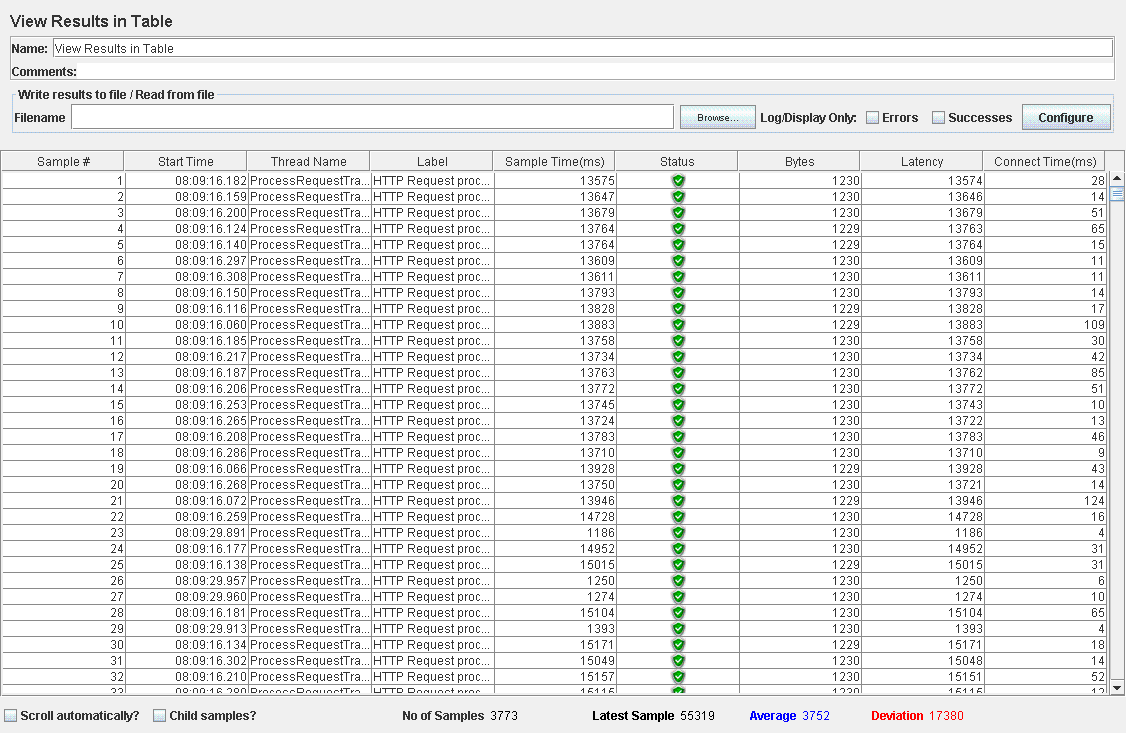 View Results in Table
Name: View Results in Table
Comments:
Write results to file / Read from file
Filename Browse... Log/Display Only: Errors Successes Configure
Sample # Start Time Thread Name Label Sample Time(ms) Status Bytes Latency Connect Time(ms)
1 08:09:16.182 ProcessRequestTra... HTTP Request proc... 13575 1230 13574 28
2 08:09:16.159 ProcessRequestTra... HTTP Request proc... 13647 1230 13646 14
3 08:09:16.200 ProcessRequestTra... HTTP Request proc... 13679 1230 13679 51
4 08:09:16.124 ProcessRequestTra... HTTP Request proc... 13764 1229 13763 65
5 08:09:16.140 ProcessRequestTra... HTTP Request proc... 13764 1229 13764 15
6 08:09:16.297 ProcessRequestTra... HTTP Request proc... 13609 1230 13609 11
7 08:09:16.308 ProcessRequestTra... HTTP Request proc... 13611 1230 13611 11
8 08:09:16.150 ProcessRequestTra... HTTP Request proc... 13793 1230 13793 14
9 08:09:16.116 ProcessRequestTra... HTTP Request proc... 13828 1229 13828 17
10 08:09:16.060 ProcessRequestTra... HTTP Request proc... 13883 1229 13883 109
11 08:09:16.185 ProcessRequestTra... HTTP Request proc... 13758 1230 13758 30
12 08:09:16.217 ProcessRequestTra... HTTP Request proc... 13734 1230 13734 42
13 08:09:16.187 ProcessRequestTra... HTTP Request proc... 13763 1230 13762 85
14 08:09:16.206 ProcessRequestTra... HTTP Request proc... 13772 1230 13772 51
15 08:09:16.253 ProcessRequestTra... HTTP Request proc... 13745 1230 13743 10
16 08:09:16.265 ProcessRequestTra... HTTP Request proc... 13724 1230 13722 13
17 08:09:16.208 ProcessRequestTra... HTTP Request proc... 13783 1230 13783 46
18 08:09:16.286 ProcessRequestTra... HTTP Request proc... 13710 1230 13710 9
19 08:09:16.066 ProcessRequestTra... HTTP Request proc... 13928 1229 13928 43
20 08:09:16.268 ProcessRequestTra... HTTP Request proc... 13750 1230 13721 14
21 08:09:16.072 ProcessRequestTra... HTTP Request proc... 13946 1229 13946 124
22 08:09:16.259 ProcessRequestTra... HTTP Request proc... 14728 1230 14728 16
23 08:09:29.891 ProcessRequestTra... HTTP Request proc... 1186 1230 1186 4
24 08:09:16.177 ProcessRequestTra... HTTP Request proc... 14952 1230 14952 31
25 08:09:16.138 ProcessRequestTra... HTTP Request proc... 15015 1229 15015 31
26 08:09:29.957 ProcessRequestTra... HTTP Request proc... 1250 1230 1250 6
27 08:09:29.960 ProcessRequestTra... HTTP Request proc... 1274 1230 1274 10
28 08:09:16.181 ProcessRequestTra... HTTP Request proc... 15104 1230 15104 65
29 08:09:29.913 ProcessRequestTra... HTTP Request proc... 1393 1230 1393 4
30 08:09:16.134 ProcessRequestTra... HTTP Request proc... 15171 1229 15171 18
31 08:09:16.302 ProcessRequestTra... HTTP Request proc... 15049 1230 15048 14
32 08:09:16.210 ProcessRequestTra... HTTP Request proc... 15157 1230 15151 52
Scroll automatically? Child samples? No of Samples 3773 Latest Sample 55319 Average 3752 Deviation 17380